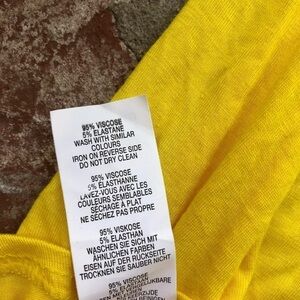 95% VISCOSE
5% ELASTANE
WASH WITH SIMILAR
COLOURS
IRON ON REVERSE SIDE
DO NOT DRY CLEAN
95% VISCOSE
5% ELASTHANNE
LAVEZ-VOUS AVEC LES
COULEURS SEMBLABLES
SÉCHAGE À PLAT
NE SÉCHEZ PAS PROPRE
95% VISKOSE
5% ELASTHAN
WASCHEN SIE SICH MIT
ÄHNLICHEN FARBEN
EISEN AUF DER RÜCKSEITE
TROCKNEN SIE SAUBER NICHT
95% VISCOSE